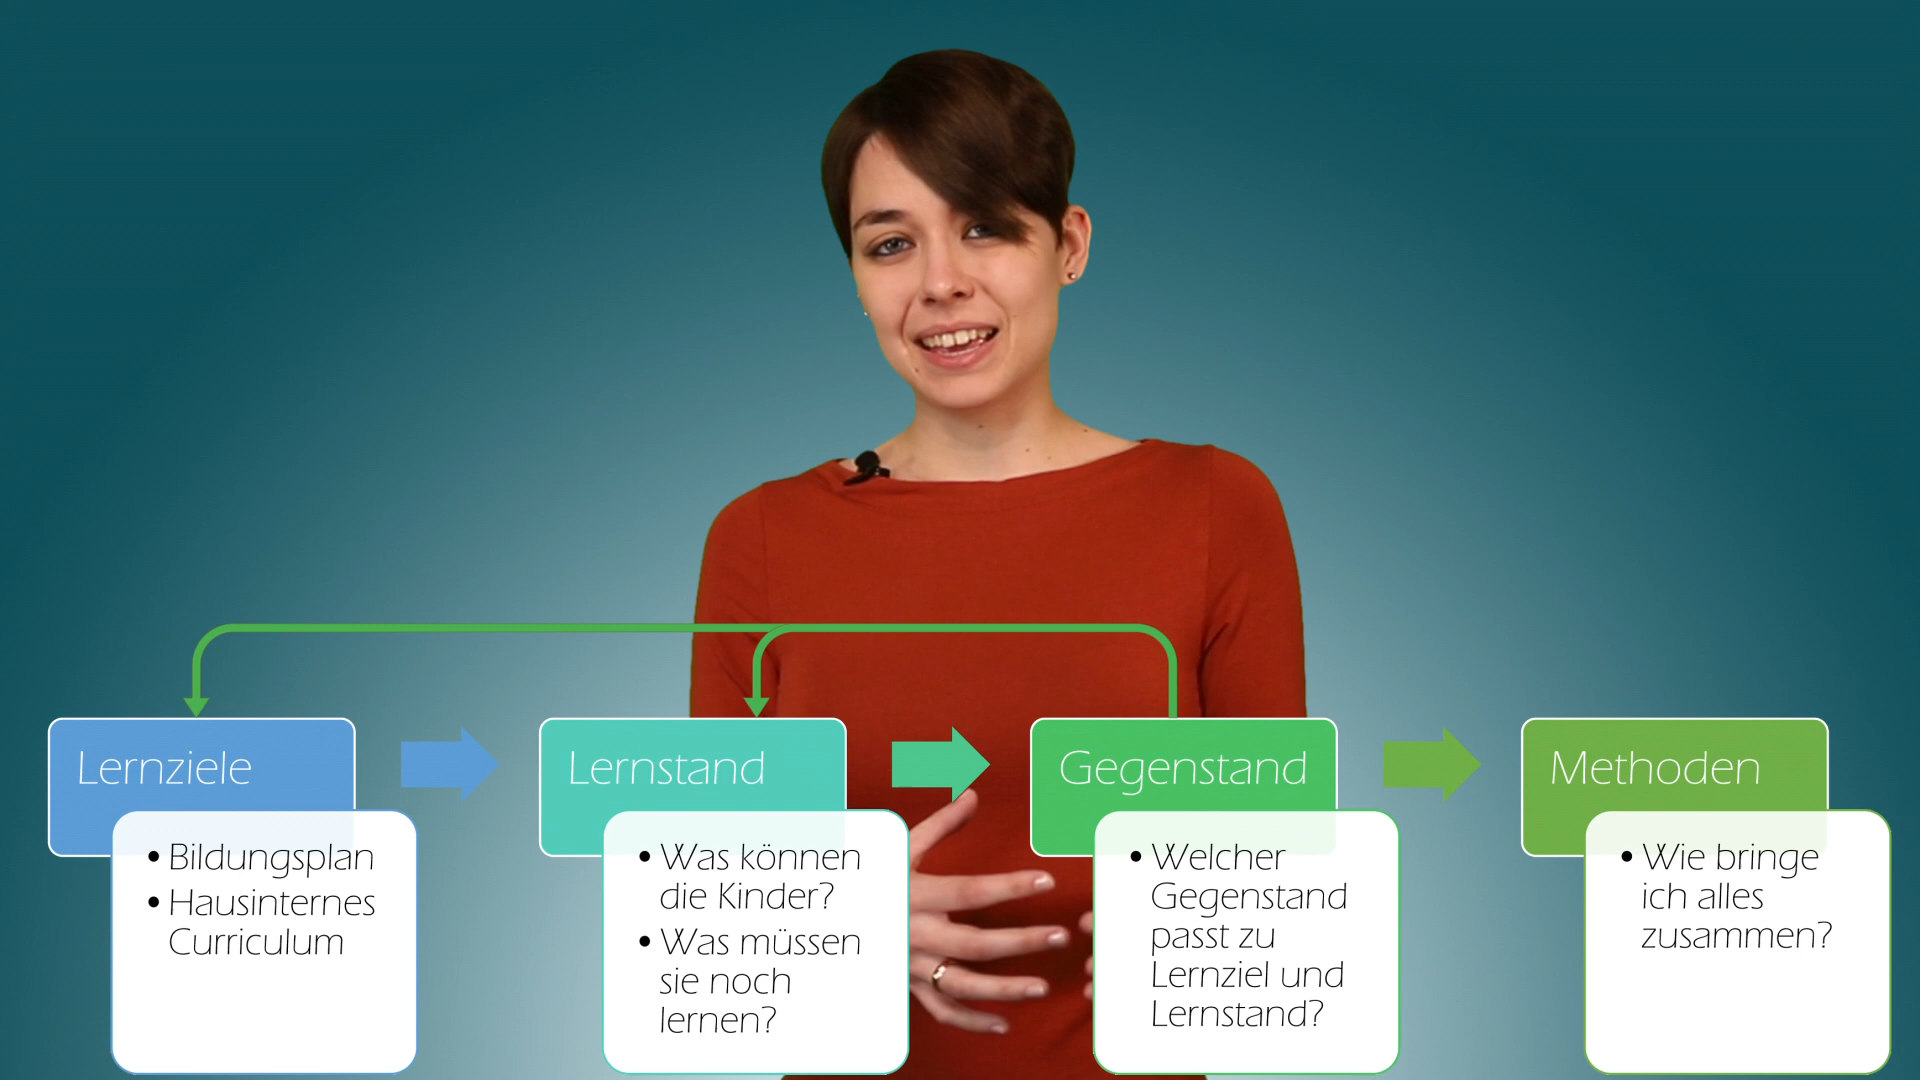 Lernziele
• Bildungsplan
• Hausinternes
Curriculum
Lernstand
• Was können
die Kinder?
• Was müssen
sie noch
lernen?
Gegenstand
• Welcher
Gegenstand
passt zu
Lernziel und
Lernstand?
Methoden
• Wie bringe
ich alles
zusammen?